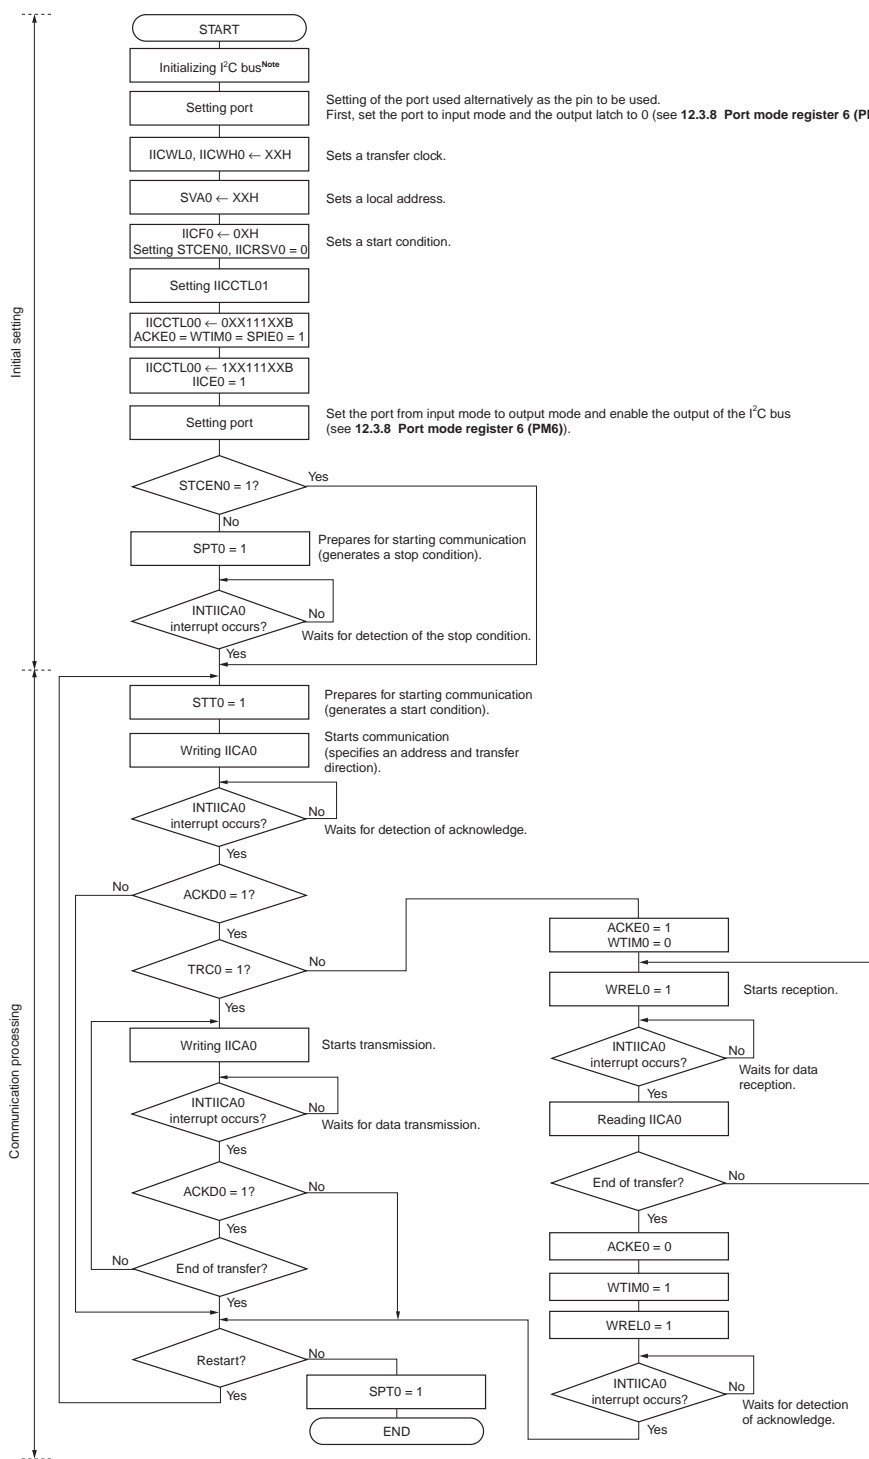 START
Initializing I²C busNote
Setting port
Setting of the port used alternatively as the pin to be used.
First, set the port to input mode and the output latch to 0 (see 12.3.8 Port mode register 6 (P
IICWL0, IICWH0 ← XXH
Sets a transfer clock.
SVA0 ← XXH
Sets a local address.
IICF0 ← 0XH
Setting STCEN0, IICRSV0 = 0
Sets a start condition.
Setting IICCTL01
IICCTL00 ← 0XX111XXB
ACKE0 = WTIM0 = SPIE0 = 1
IICCTL00 ← 1XX111XXB
IICE0 = 1
Setting port
Set the port from input mode to output mode and enable the output of the I²C bus
(see 12.3.8 Port mode register 6 (PM6)).
Initial setting
STCEN0 = 1?
Yes
No
SPT0 = 1
Prepares for starting communication
(generates a stop condition).
INTIICA0
interrupt occurs?
No
Waits for detection of the stop condition.
Yes
STT0 = 1
Prepares for starting communication
(generates a start condition).
Writing IICA0
Starts communication
(specifies an address and transfer
direction).
INTIICA0
interrupt occurs?
No
Waits for detection of acknowledge.
Yes
No
ACKD0 = 1?
Yes
TRC0 = 1?
No
Yes
Communication processing
Writing IICA0
Starts transmission.
INTIICA0
interrupt occurs?
No
Waits for data transmission.
Yes
ACKD0 = 1?
No
Yes
No
End of transfer?
Yes
Restart?
No
Yes
SPT0 = 1
END
ACKE0 = 1
WTIM0 = 0
WREL0 = 1
Starts reception.
INTIICA0
interrupt occurs?
No
Waits for data
reception.
Yes
Reading IICA0
End of transfer?
No
Yes
ACKE0 = 0
WTIM0 = 1
WREL0 = 1
INTIICA0
interrupt occurs?
No
Waits for detection
of acknowledge.
Yes